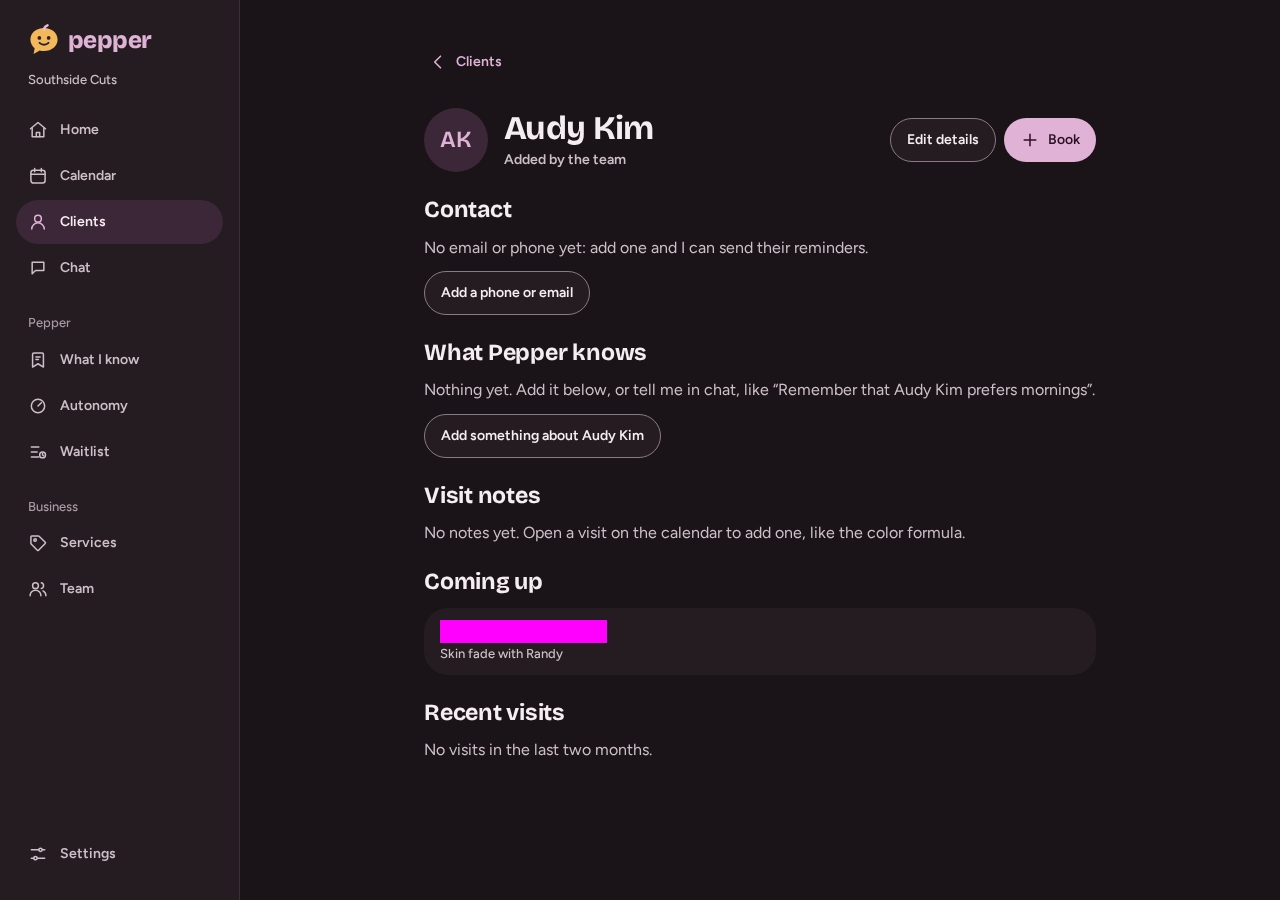 pepper
Southside Cuts
Home
Calendar
Clients
Chat
Pepper
What I know
Autonomy
Waitlist
Business
Services
Team
Settings
Clients
AK
Audy Kim
Added by the team
Edit details
Book
Contact
No email or phone yet: add one and I can send their reminders.
Add a phone or email
What Pepper knows
Nothing yet. Add it below, or tell me in chat, like “Remember that Audy Kim prefers mornings”.
Add something about Audy Kim
Visit notes
No notes yet. Open a visit on the calendar to add one, like the color formula.
Coming up
Skin fade with Randy
Recent visits
No visits in the last two months.